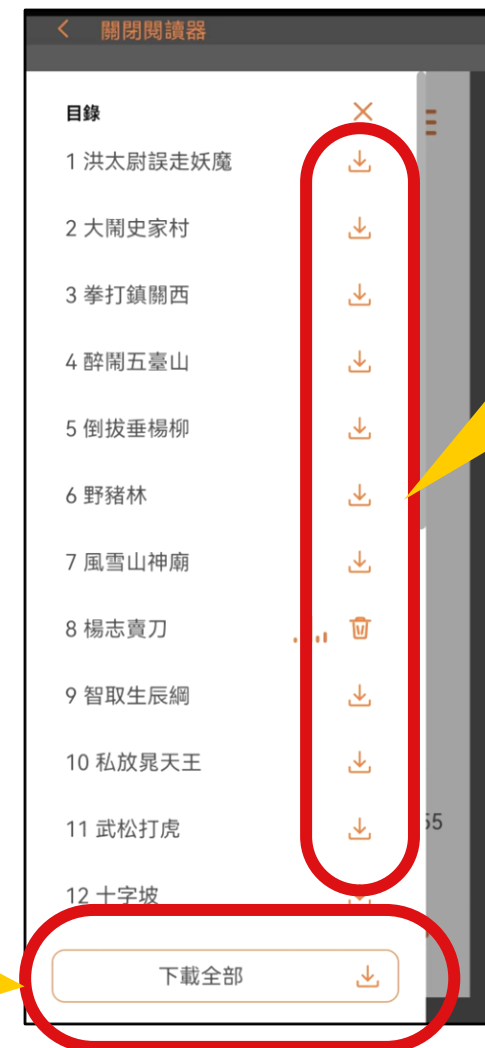 關閉閱讀器
目錄
1 洪太尉誤走妖魔
2 大鬧史家村
3 拳打鎮關西
4 醉鬧五臺山
5 倒拔垂楊柳
6 野豬林
7 風雪山神廟
8 楊志賣刀
9 智取生辰綱
10 私放晁天王
11 武松打虎
55
12 十字坡
下載全部